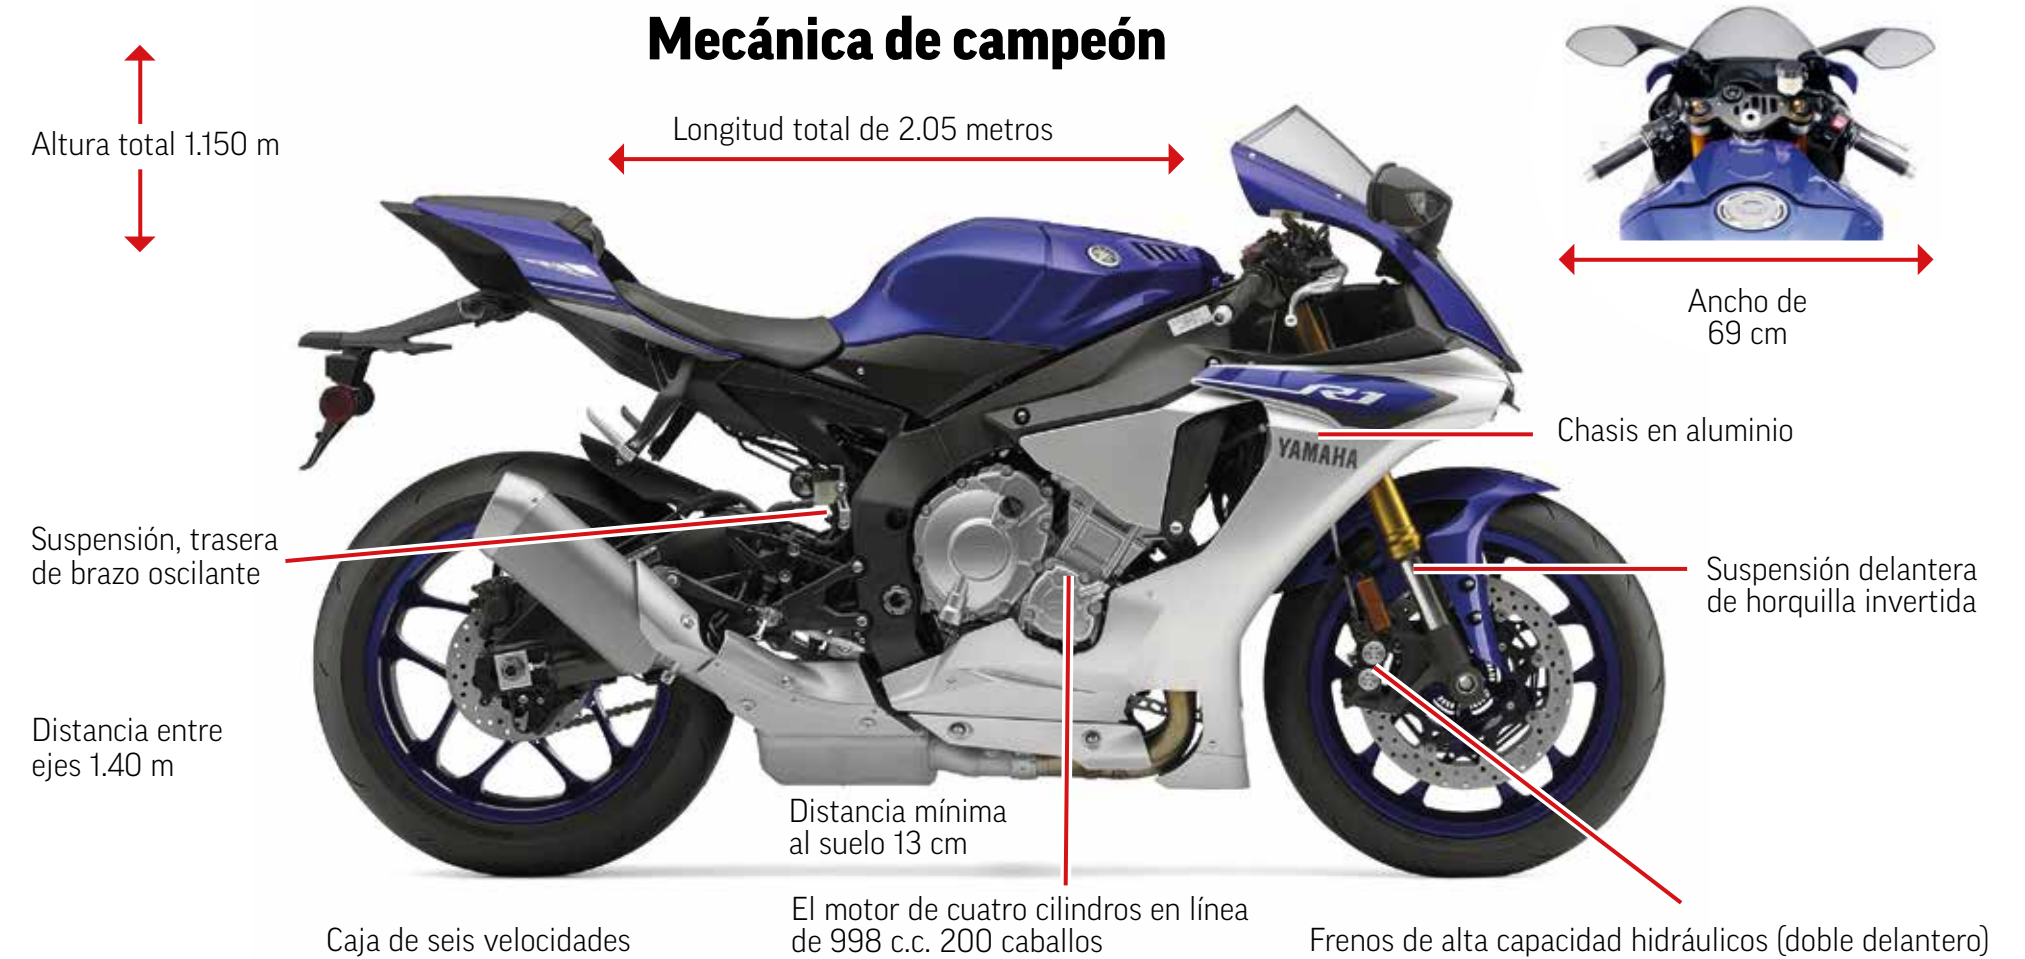 Mecánica de campeón
Longitud total de 2.05 metros
Altura total 1.150 m
Ancho de
69 cm
R1
YAMAHA
Chasis en aluminio
Suspensión, trasera
de brazo oscilante
Suspensión delantera
de horquilla invertida
Distancia entre
ejes 1.40 m
Distancia mínima
al suelo 13 cm
El motor de cuatro cilindros en línea
de 998 c.c. 200 caballos
Caja de seis velocidades
Frenos de alta capacidad hidráulicos (doble delantero)